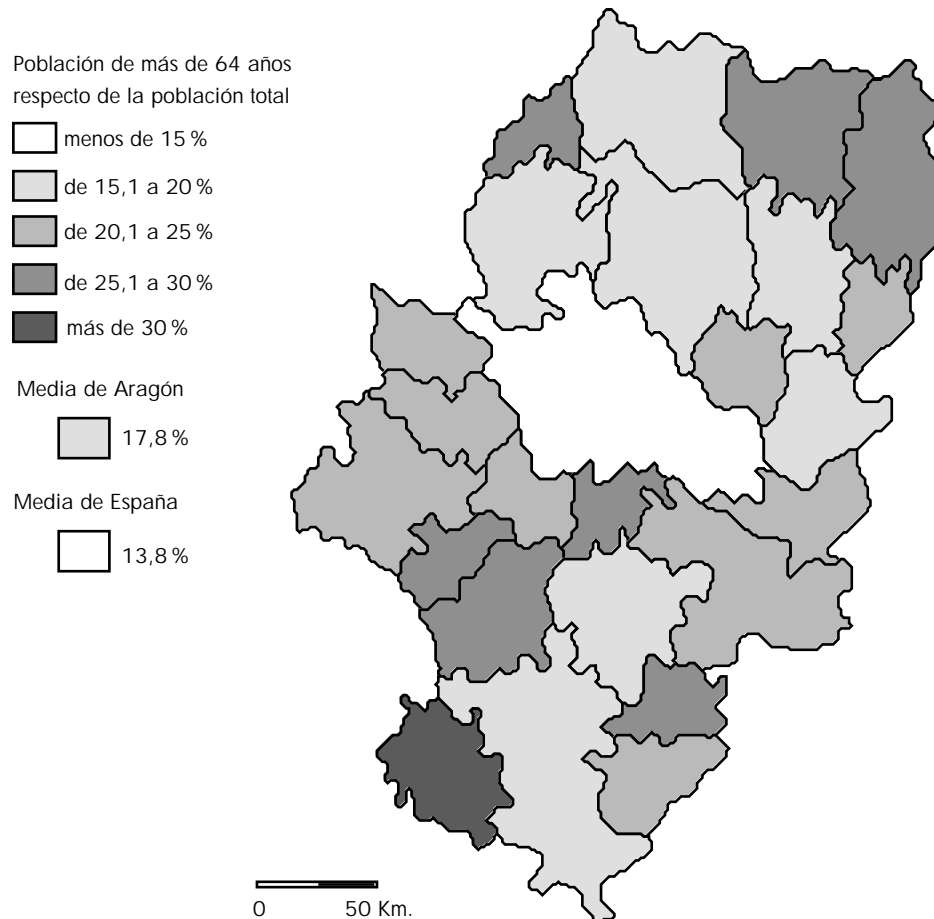 Población de más de 64 años
respecto de la población total
menos de 15 %
de 15,1 a 20 %
de 20,1 a 25 %
de 25,1 a 30 %
más de 30 %
Media de Aragón
17,8 %
Media de España
13,8 %
0 50 Km.